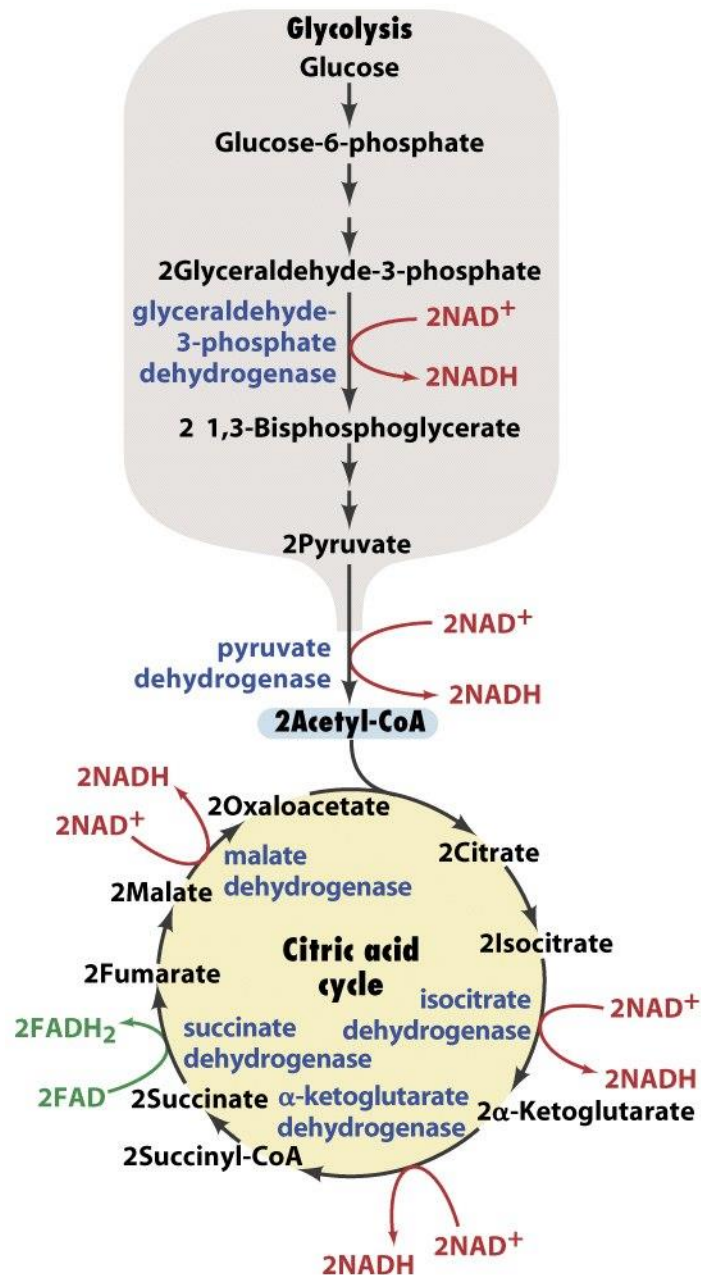 Glycolysis
Glucose
Glucose-6-phosphate
2Glyceraldehyde-3-phosphate
glyceraldehyde-
3-phosphate
dehydrogenase
2NAD⁺
2NADH
2 1,3-Bisphosphoglycerate
2Pyruvate
pyruvate
dehydrogenase
2NAD⁺
2NADH
2Acetyl-CoA
2NADH
2NAD⁺
2Oxaloacetate
malate
dehydrogenase
2Malate
2Citrate
2Isocitrate
Citric acid
cycle
2Fumarate
isocitrate
dehydrogenase
2NAD⁺
2NADH
2FADH₂
2FAD
succinate
dehydrogenase
2Succinate
α-ketoglutarate
dehydrogenase
2α-Ketoglutarate
2Succinyl-CoA
2NADH
2NAD⁺